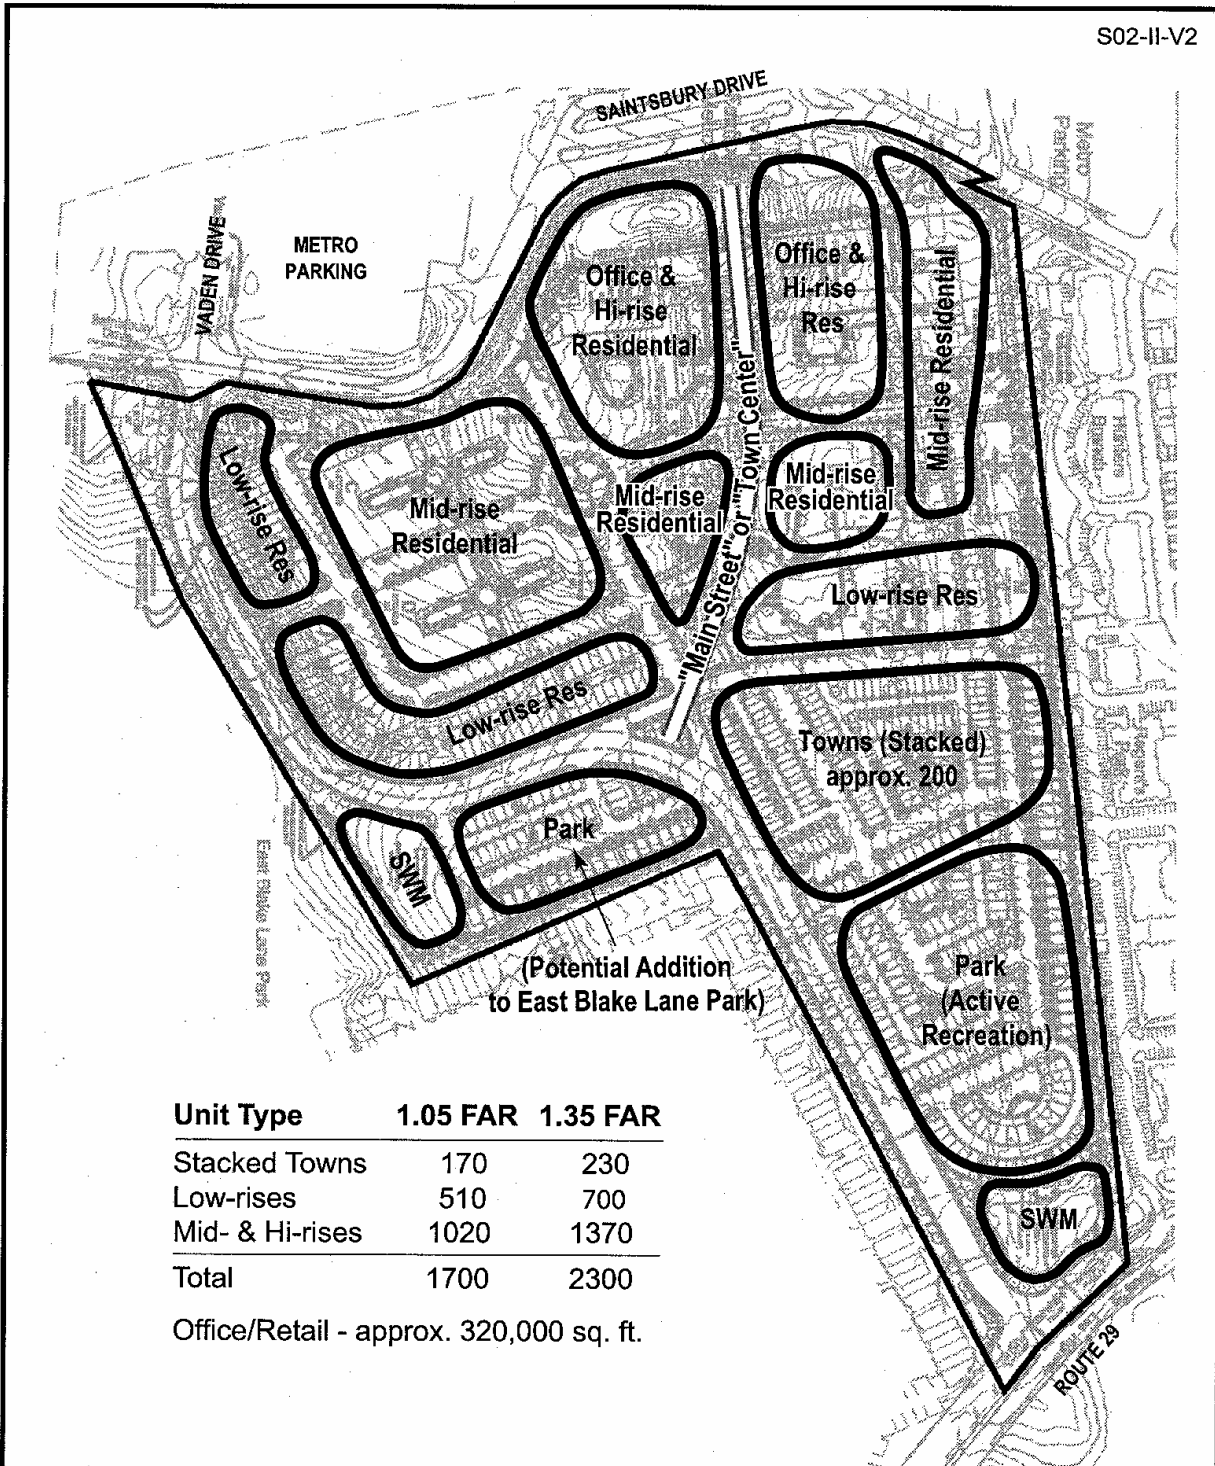 S02-II-V2
SAINTSBURY DRIVE
Metro
Parking
VADEN DRIVE
METRO
PARKING
Office &
Hi-rise
Residential
Office &
Hi-rise
Res
Mid-rise Residential
"Main Street" or "Town Center"
Low-rise Res
Mid-rise
Residential
Mid-rise
Residential
Mid-rise
Residential
Low-rise Res
Low-rise Res
Towns (Stacked)
approx. 200
Park
SWM
East Blake Lane Park
(Potential Addition
to East Blake Lane Park)
Park
(Active
Recreation)
SWM
ROUTE 29
Unit Type 1.05 FAR 1.35 FAR
Stacked Towns 170 230
Low-rises 510 700
Mid- & Hi-rises 1020 1370
Total 1700 2300
Office/Retail - approx. 320,000 sq. ft.